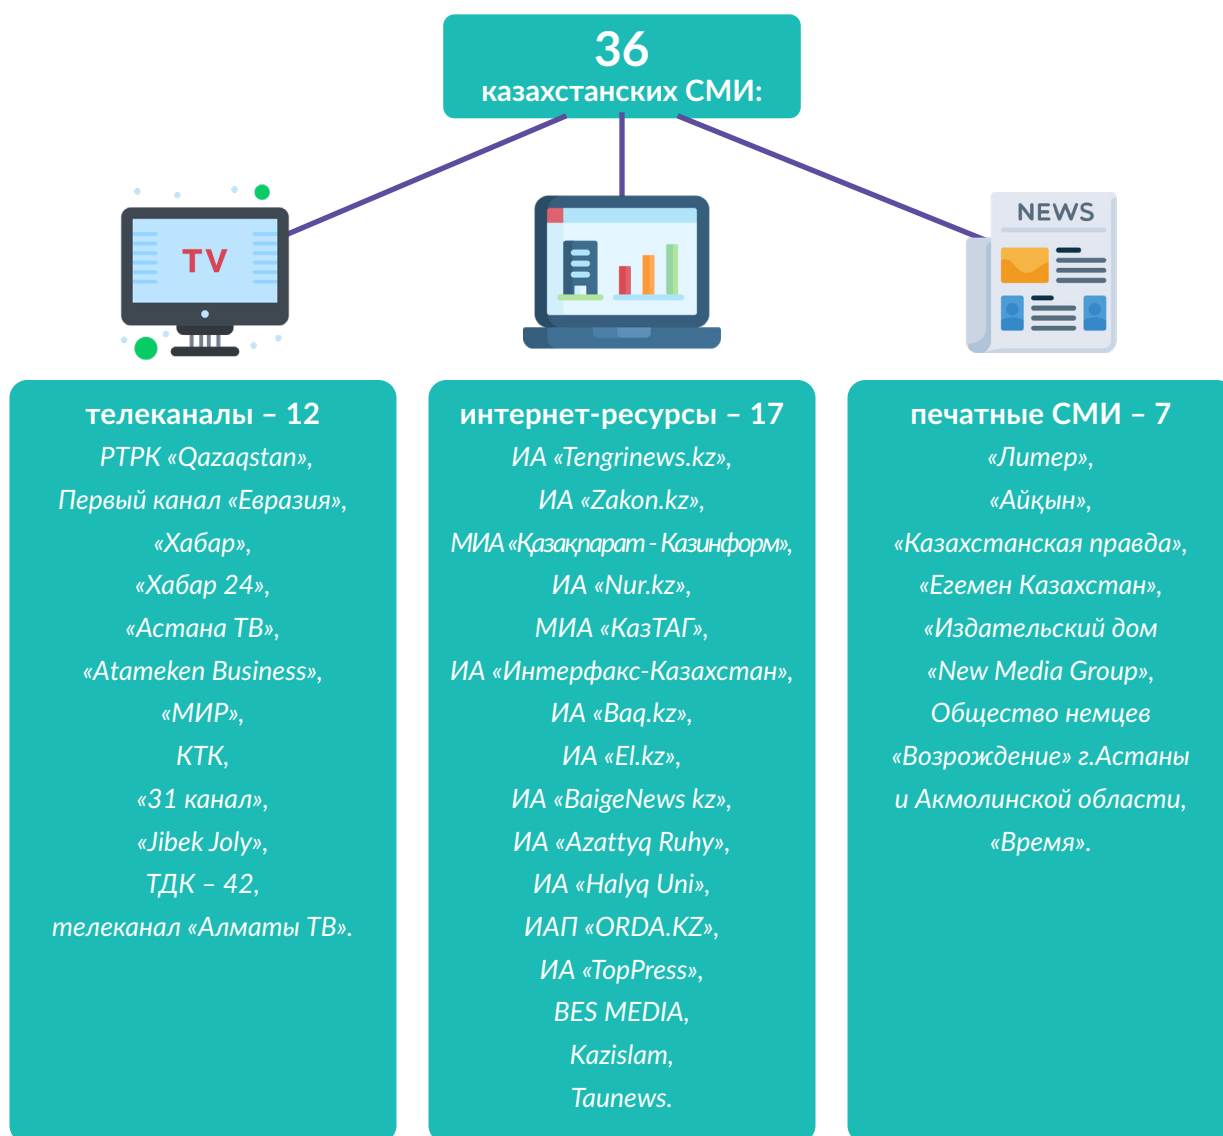 36
казахстанских СМИ:
TV
NEWS
телеканалы – 12
РТРК «Qazaqstan»,
Первый канал «Евразия»,
«Хабар»,
«Хабар 24»,
«Астана ТВ»,
«Atameken Business»,
«МИР»,
КТК,
«31 канал»,
«Jibek Joly»,
ТДК – 42,
телеканал «Алматы ТВ».
интернет-ресурсы – 17
ИА «Tengrinews.kz»,
ИА «Zakon.kz»,
МИА «Қазақпарат - Казинформ»,
ИА «Nur.kz»,
МИА «КазТАГ»,
ИА «Интерфакс-Казахстан»,
ИА «Baq.kz»,
ИА «El.kz»,
ИА «BaigeNews kz»,
ИА «Azattyq Ruhy»,
ИА «Halyq Uni»,
ИАП «ORDA.KZ»,
ИА «TopPress»,
BES MEDIA,
Kazislam,
Taunews.
печатные СМИ – 7
«Литер»,
«Айқын»,
«Казахстанская правда»,
«Егемен Казахстан»,
«Издательский дом
«New Media Group»,
Общество немцев
«Возрождение» г.Астаны
и Акмолинской области,
«Время».